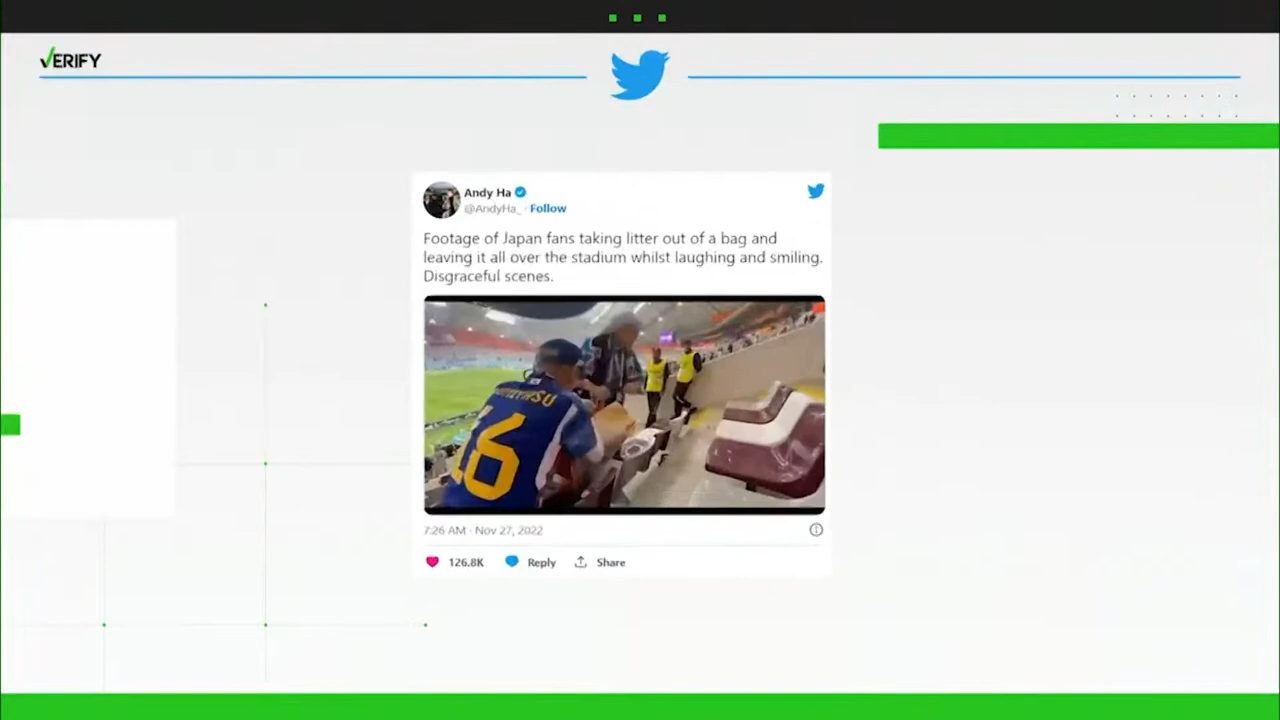 VERIFY
Andy Ha
@AndyHa_ · Follow
Footage of Japan fans taking litter out of a bag and
leaving it all over the stadium whilst laughing and smiling.
Disgraceful scenes.
16
7:26 AM · Nov 27, 2022
126.8K Reply Share